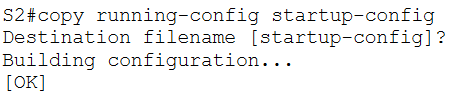 S2#copy running-config startup-config
Destination filename [startup-config]?
Building configuration...
[OK]